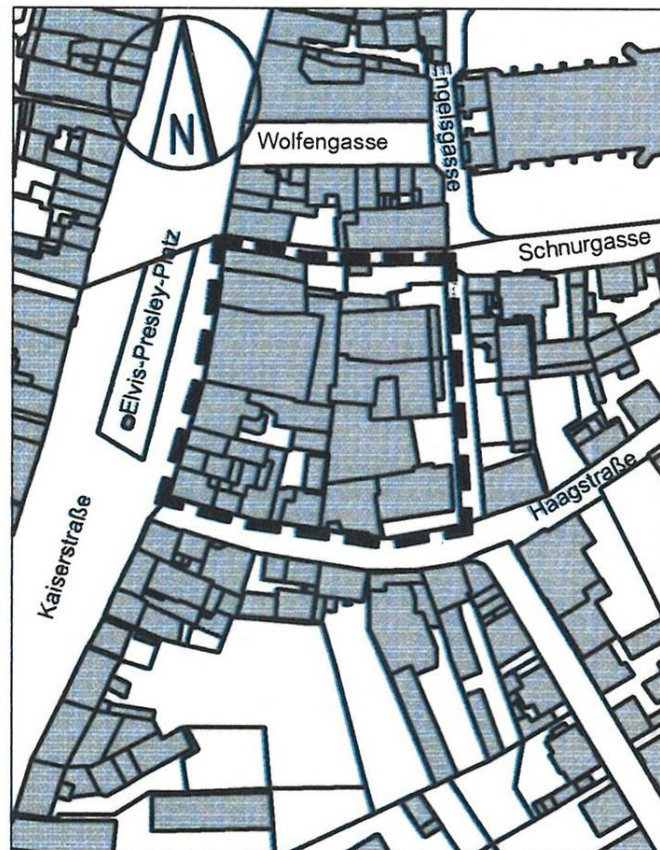 N
Wolfengasse
Engelsgasse
Schnurgasse
Elvis-Presley-Platz
Haagstraße
Kaiserstraße